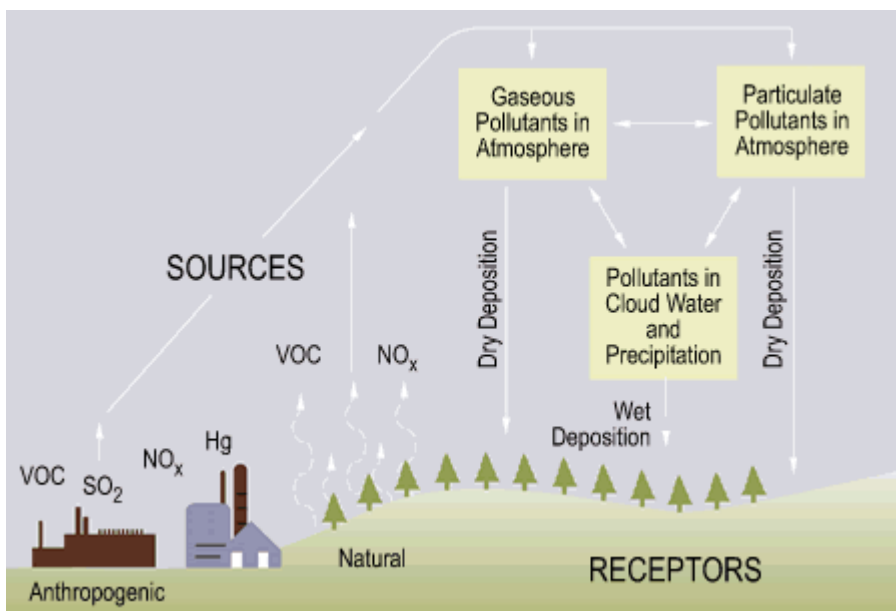 Gaseous
Pollutants in
Atmosphere
Particulate
Pollutants in
Atmosphere
SOURCES
Dry Deposition
Pollutants in
Cloud Water
and
Precipitation
Dry Deposition
VOC
NOx
Wet
Deposition
VOC
SO2
NOx
Hg
Anthropogenic
Natural
RECEPTORS